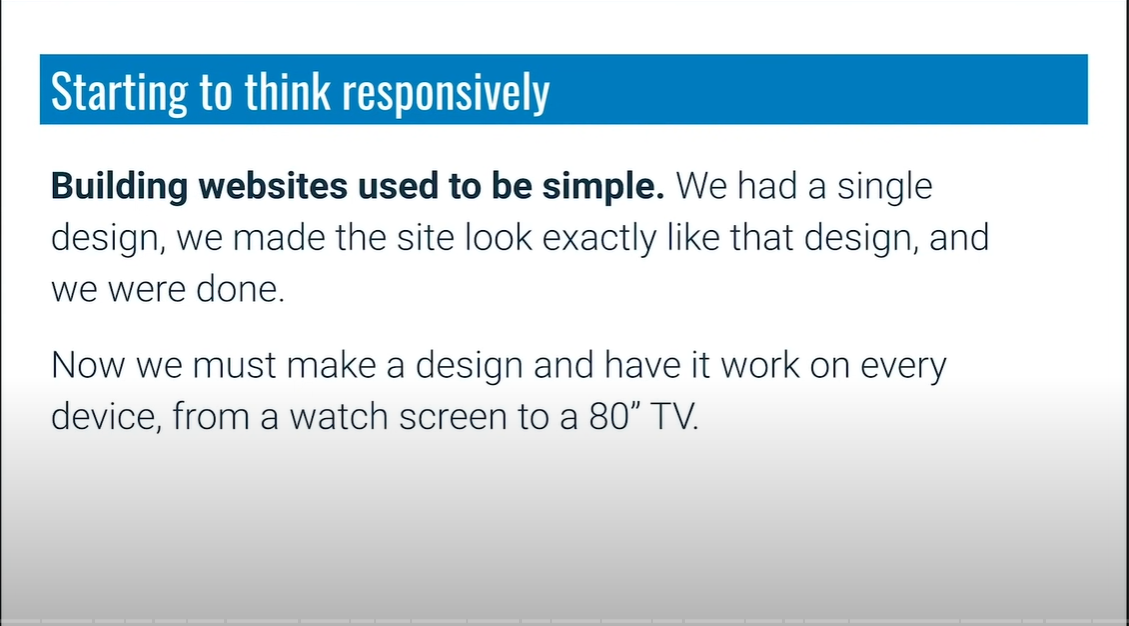 Starting to think responsively
Building websites used to be simple. We had a single
design, we made the site look exactly like that design, and
we were done.
Now we must make a design and have it work on every
device, from a watch screen to a 80” TV.